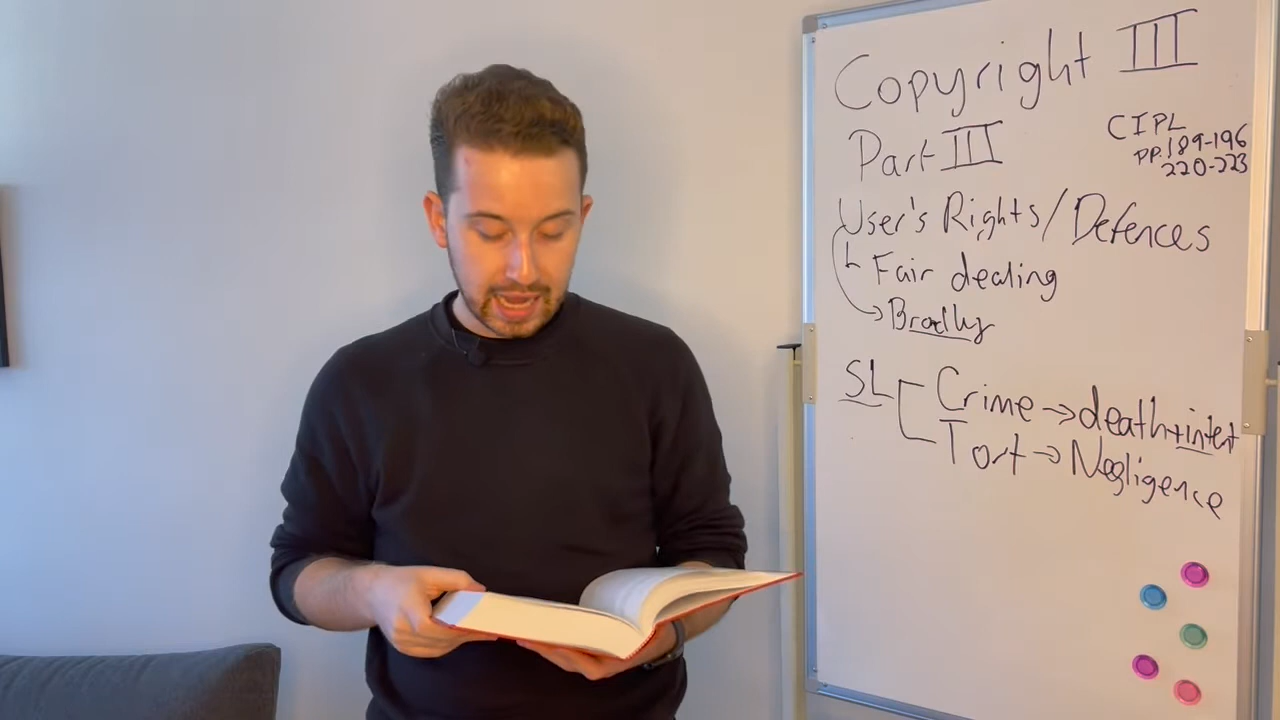 Copyright III
Part III
CIPL
pp.189-196
220-223
User's Rights/Defences
Fair dealing
Broadly
SL
Crime → death+intent
Tort → Negligence